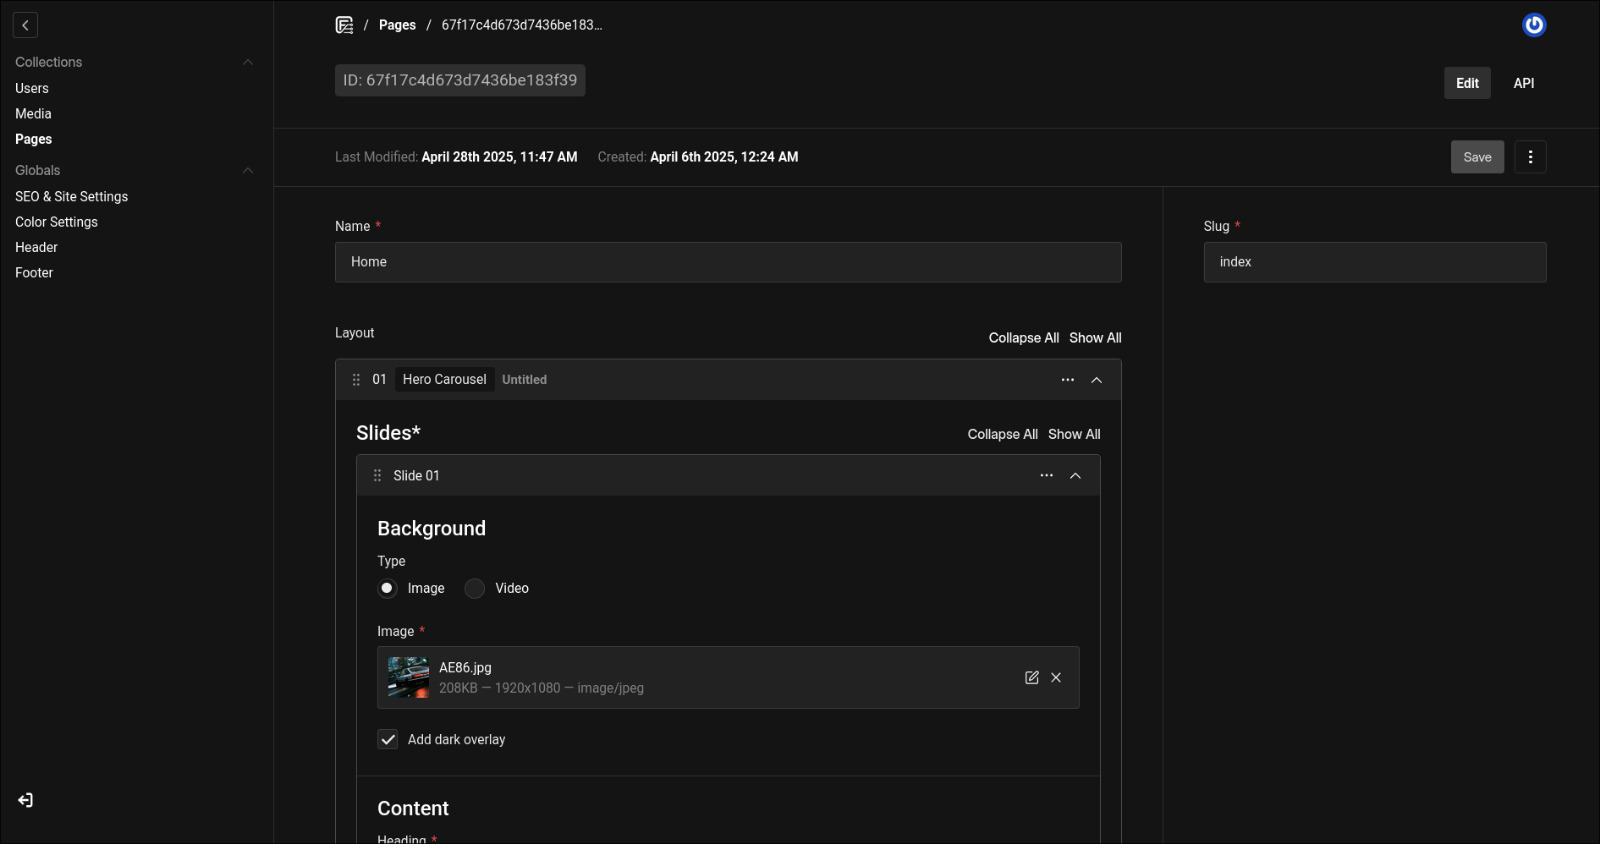 Collections
Users
Media
Pages
Globals
SEO & Site Settings
Color Settings
Header
Footer
/ Pages / 67f17c4d673d7436be183…
ID: 67f17c4d673d7436be183f39
Edit API
Last Modified: April 28th 2025, 11:47 AM Created: April 6th 2025, 12:24 AM
Save
Name *
Home
Slug *
index
Layout
Collapse All Show All
01 Hero Carousel Untitled
Slides*
Collapse All Show All
Slide 01
Background
Type
Image Video
Image *
AE86.jpg
208KB — 1920x1080 — image/jpeg
Add dark overlay
Content
Heading *